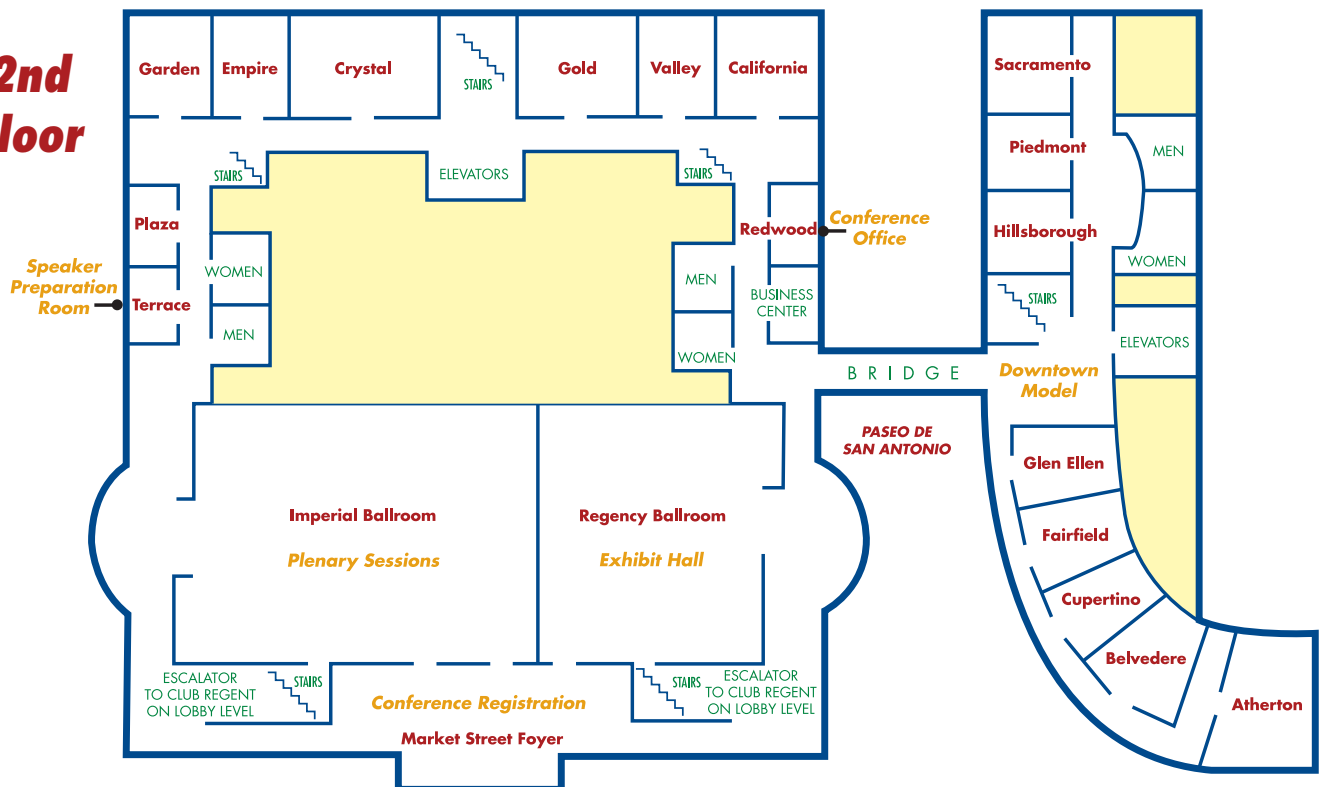 2nd
loor
Garden
Empire
Crystal
STAIRS
Gold
Valley
California
STAIRS
ELEVATORS
STAIRS
Plaza
WOMEN
Speaker
Preparation
Room
Terrace
MEN
Redwood
Conference
Office
MEN
BUSINESS
CENTER
WOMEN
BRIDGE
Sacramento
Piedmont
MEN
Hillsborough
WOMEN
STAIRS
ELEVATORS
Downtown
Model
PASEO DE
SAN ANTONIO
Glen Ellen
Fairfield
Cupertino
Belvedere
Atherton
Imperial Ballroom
Plenary Sessions
Regency Ballroom
Exhibit Hall
ESCALATOR
TO CLUB REGENT
ON LOBBY LEVEL
STAIRS
Conference Registration
Market Street Foyer
STAIRS
ESCALATOR
TO CLUB REGENT
ON LOBBY LEVEL